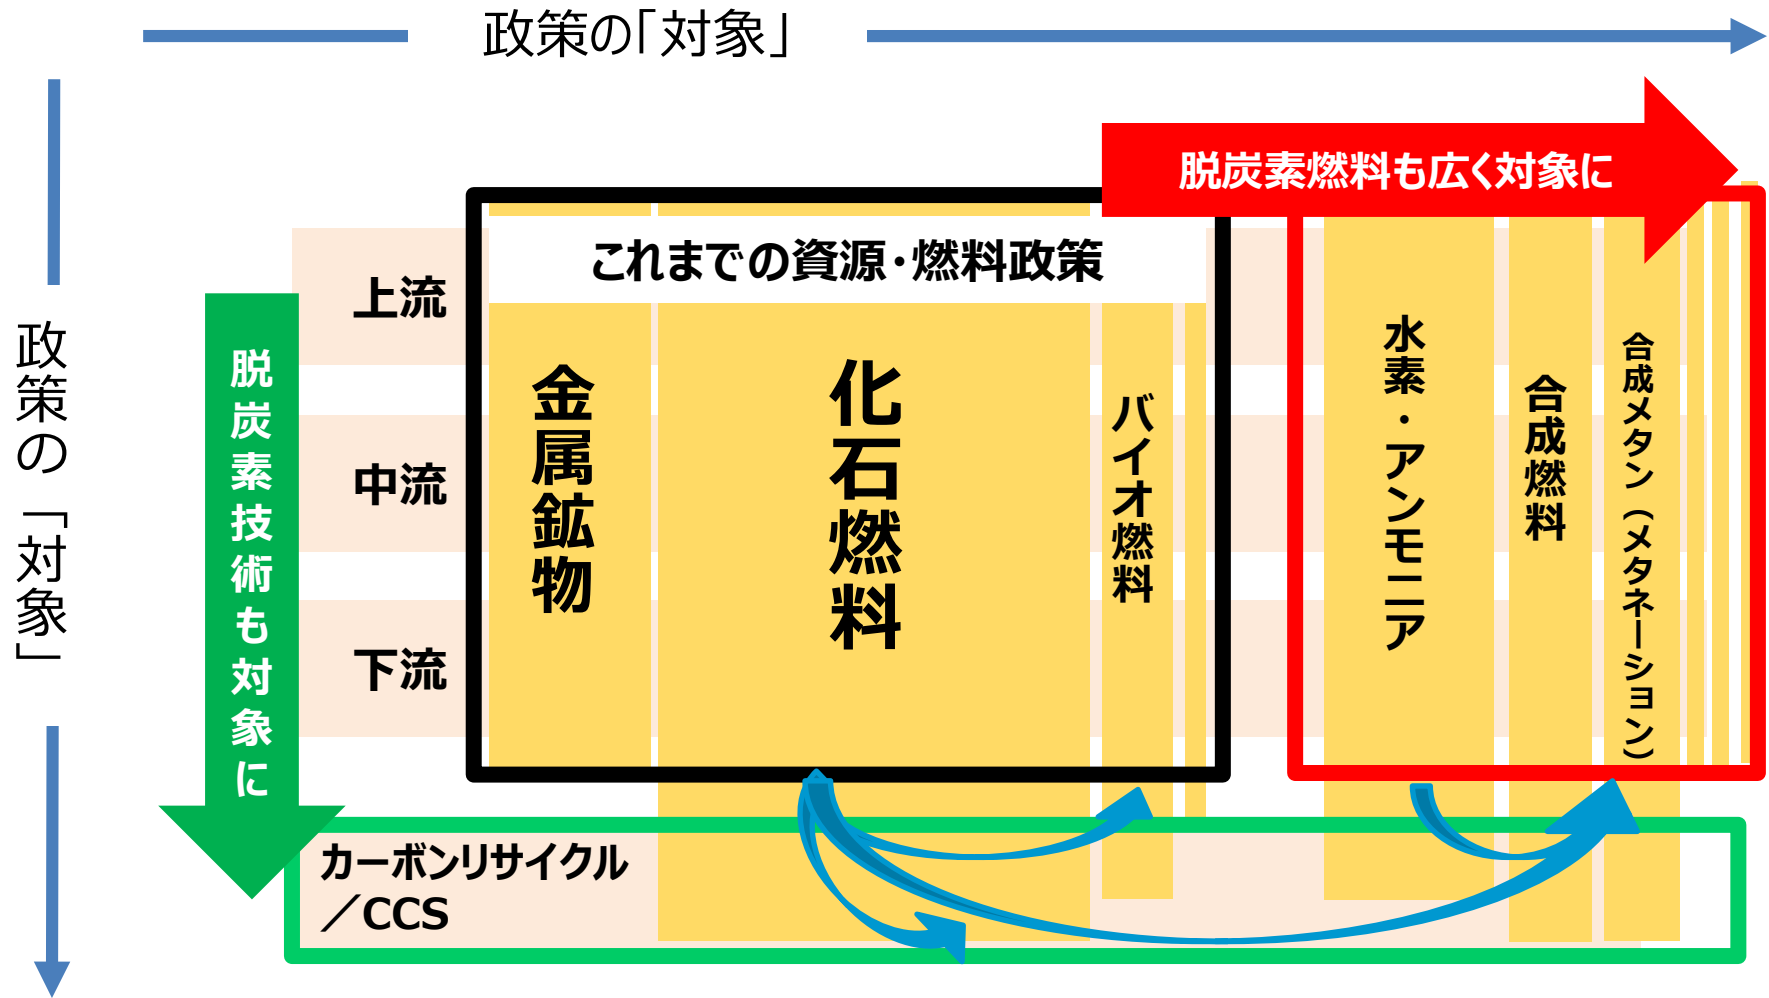 政策の「対象」
脱炭素燃料も広く対象に
これまでの資源・燃料政策
政策の「対象」
脱炭素技術も対象に
上流
中流
下流
金属鉱物
化石燃料
バイオ燃料
水素・アンモニア
合成燃料
合成メタン（メタネーション）
カーボンリサイクル
／CCS